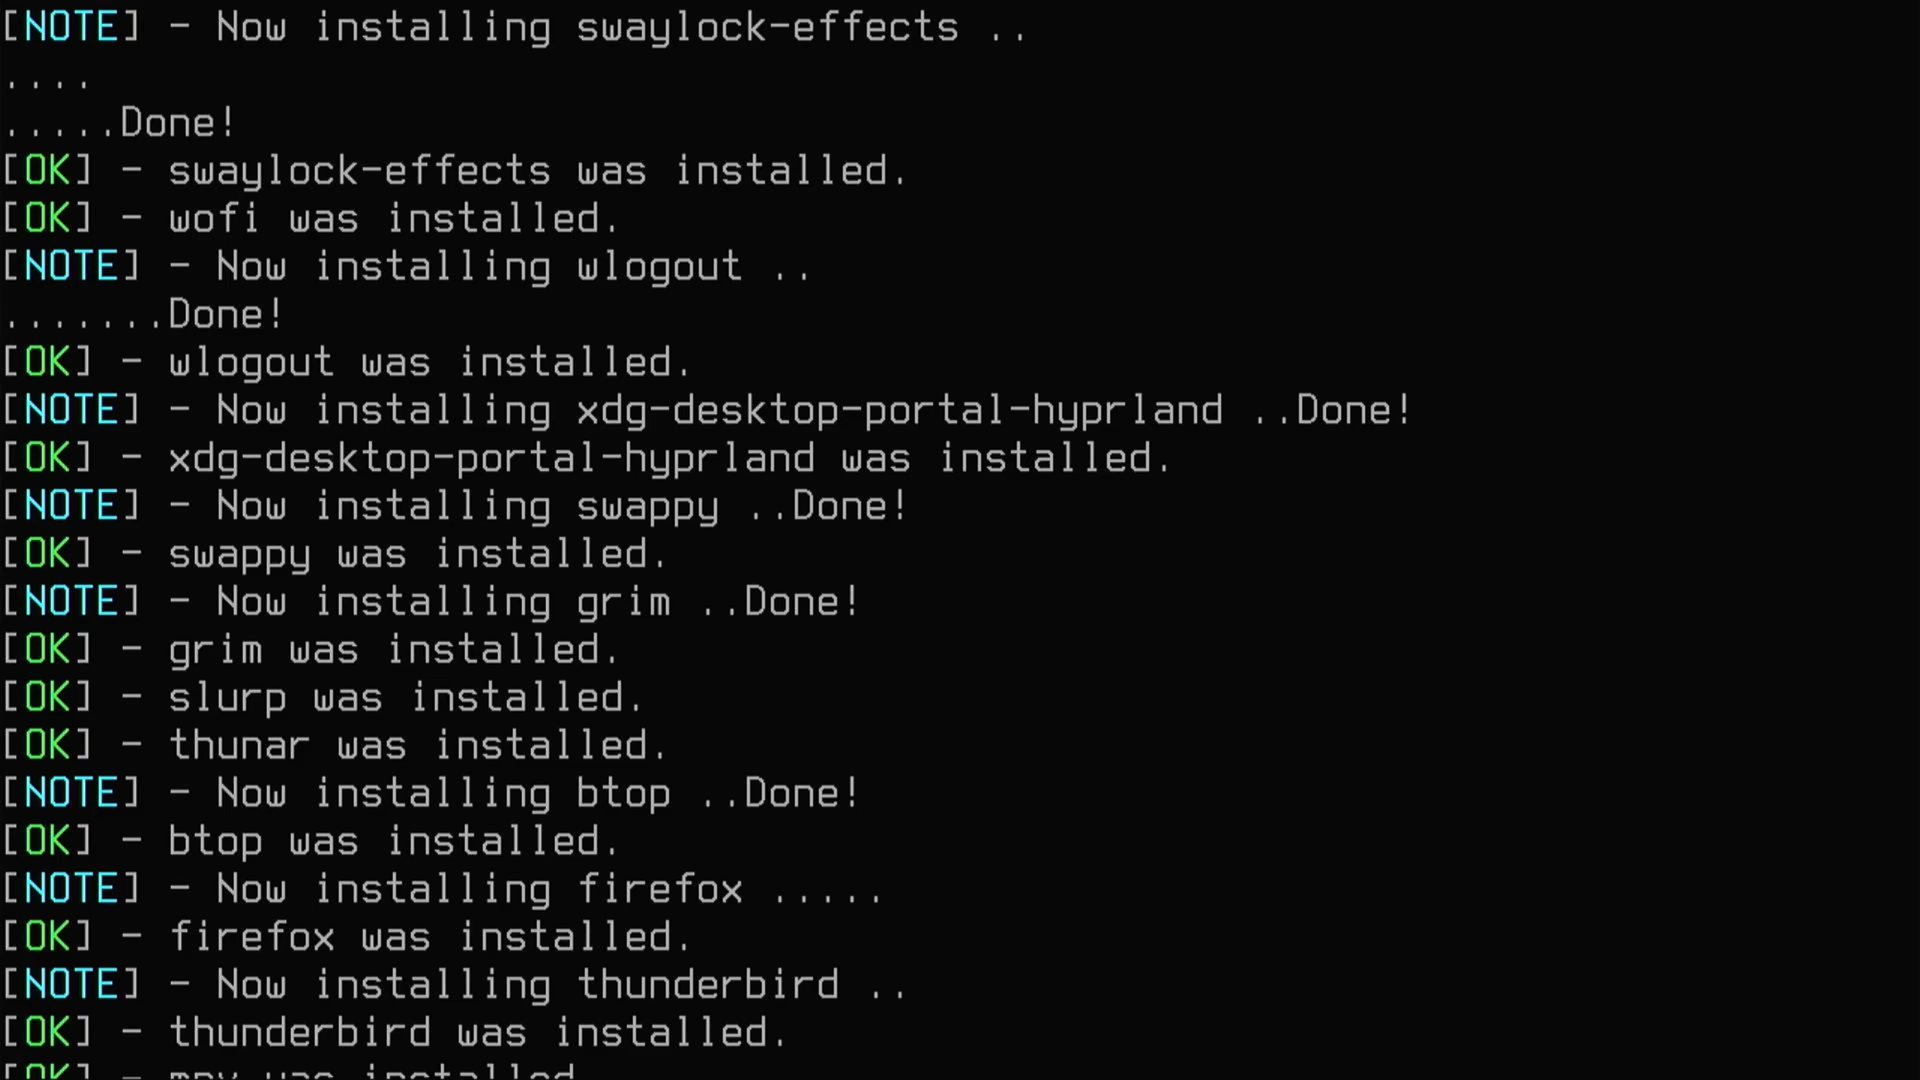 [NOTE] - Now installing swaylock-effects ..
....
.....Done!
[OK] - swaylock-effects was installed.
[OK] - wofi was installed.
[NOTE] - Now installing wlogout ..
.......Done!
[OK] - wlogout was installed.
[NOTE] - Now installing xdg-desktop-portal-hyprland ..Done!
[OK] - xdg-desktop-portal-hyprland was installed.
[NOTE] - Now installing swappy ..Done!
[OK] - swappy was installed.
[NOTE] - Now installing grim ..Done!
[OK] - grim was installed.
[OK] - slurp was installed.
[OK] - thunar was installed.
[NOTE] - Now installing btop ..Done!
[OK] - btop was installed.
[NOTE] - Now installing firefox .....
[OK] - firefox was installed.
[NOTE] - Now installing thunderbird ..
[OK] - thunderbird was installed.
[OK] - was installed